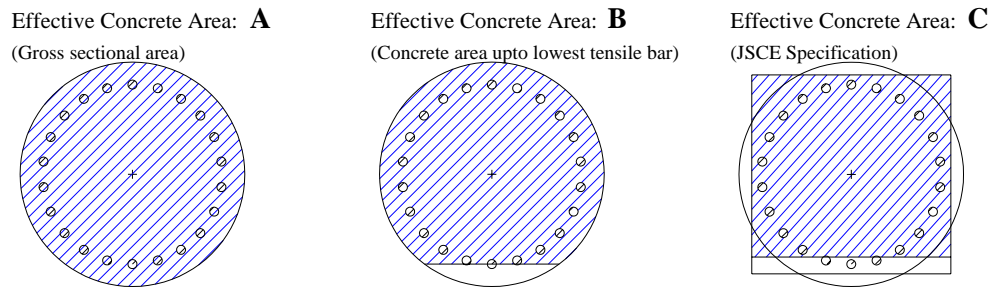 Effective Concrete Area: A
(Gross sectional area)
Effective Concrete Area: B
(Concrete area upto lowest tensile bar)
Effective Concrete Area: C
(JSCE Specification)